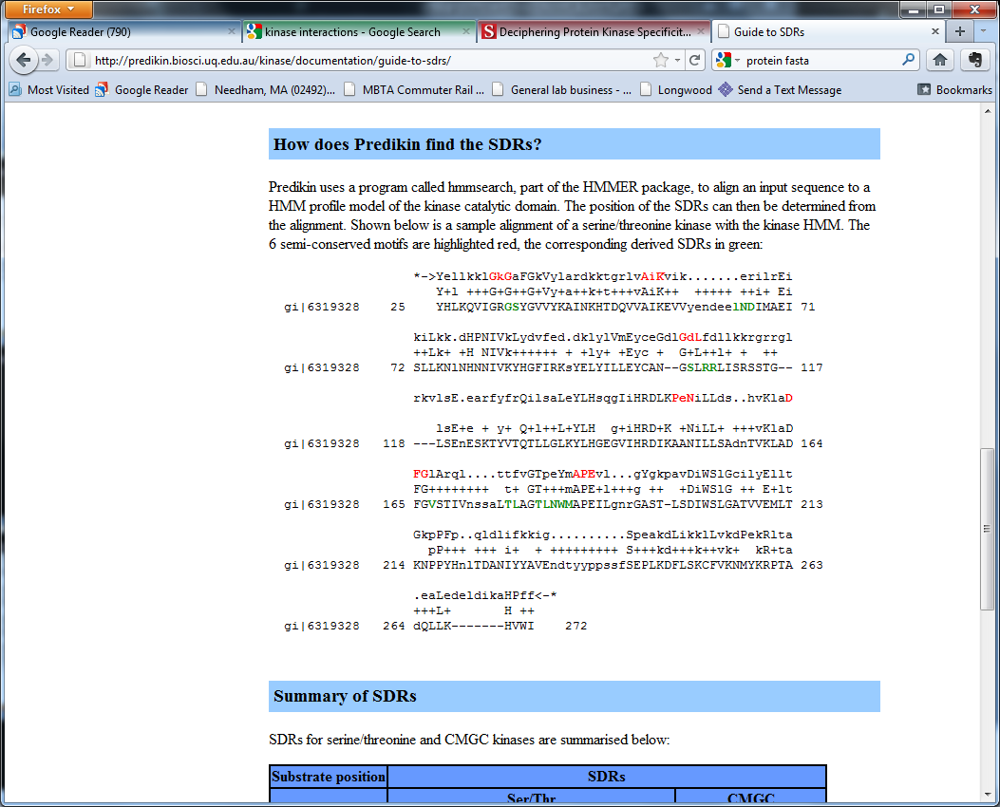 Firefox
Google Reader (790)
kinase interactions - Google Search
Deciphering Protein Kinase Specificit...
Guide to SDRs
http://predikin.biosci.uq.edu.au/kinase/documentation/guide-to-sdrs/
protein fasta
Most Visited
Google Reader
Needham, MA (02492)...
MBTA Commuter Rail ...
General lab business - ...
Longwood
Send a Text Message
Bookmarks
How does Predikin find the SDRs?
Predikin uses a program called hmmsearch, part of the HMMER package, to align an input sequence to a
HMM profile model of the kinase catalytic domain. The position of the SDRs can then be determined from
the alignment. Shown below is a sample alignment of a serine/threonine kinase with the kinase HMM. The
6 semi-conserved motifs are highlighted red, the corresponding derived SDRs in green:
*->YellkklGkGaFGkVylardkktgrlvAiKvik.......erilrEi
Y+l +++G+G++G+Vy+a++k+t+++vAiK++  +++++ ++i+ Ei
gi|6319328 25 YHLKQVIGRGSYGVVYKAINKHTDQVVAIKEVVyendeelNDIMAEI 71
kiLkk.dHPNIVkLydvfed.dklylVmEyceGdlGdLfdllkkrgrrgl
++Lk+ +H NIVk++++++ + +ly+ +Eyc +  G+L++l+ +  ++
gi|6319328 72 SLLKNlNHNNIVKYHGFIRKsYELYILLEYCAN--GSLRRLISRSSTG-- 117
rkvlsE.earfyfrQilsaLeYLHsqgIiHRDLKPeNiLLds..hvKlaD
lsE+e + y+ Q+l++L+YLH  g+iHRD+K +NiLL+ +++vKlaD
gi|6319328 118 ---LSEnESKTYVTQTLLGLKYLHGEGVIHRDIKAANILLSAdnTVKLAD 164
FGlArql....ttfvGTpeYmAPEvl...gYgkpavDiWSlGcilyEllt
FG++++++++  t+ GT+++mAPE+l+++g ++  +DiWSlG ++ E+lt
gi|6319328 165 FGVSTIVnssaLTLAGTLNWMAPEILgnrGAST-LSDIWSLGATVVEMLT 213
GkpPFp..qldlifkkig..........SpeakdLikklLvkdPekRlta
pP+++ +++ i+  + +++++++++ S+++kd+++k++vk+  kR+ta
gi|6319328 214 KNPPYHnlTDANIYYAVEndtyyppssfSEPLKDFLSKCFVKNMYKRPTA 263
.eaLedeldikaHPff<-*
+++L+       H ++
gi|6319328 264 dQLLK-------HVWI 272
Summary of SDRs
SDRs for serine/threonine and CMGC kinases are summarised below:
Substrate position SDRs
Ser/Thr CMGC